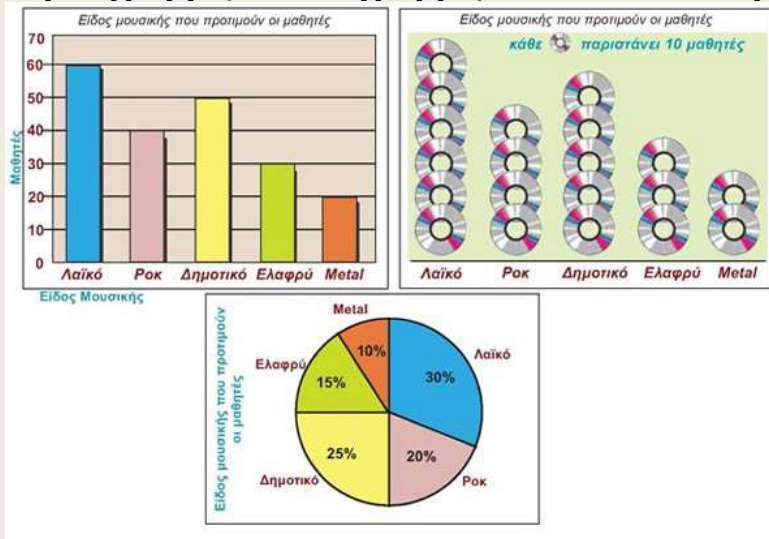 Είδος μουσικής που προτιμούν οι μαθητές
70
60
50
40
30
20
10
0
Μαθητές
Λαϊκό Ροκ Δημοτικό Ελαφρύ Metal
Είδος Μουσικής
Είδος μουσικής που προτιμούν οι μαθητές
κάθε παριστάνει 10 μαθητές
Λαϊκό Ροκ Δημοτικό Ελαφρύ Metal
Είδος μουσικής που προτιμούν
οι μαθητές
Metal
10%
Λαϊκό
30%
Ελαφρύ
15%
25%
20%
Δημοτικό
Ροκ